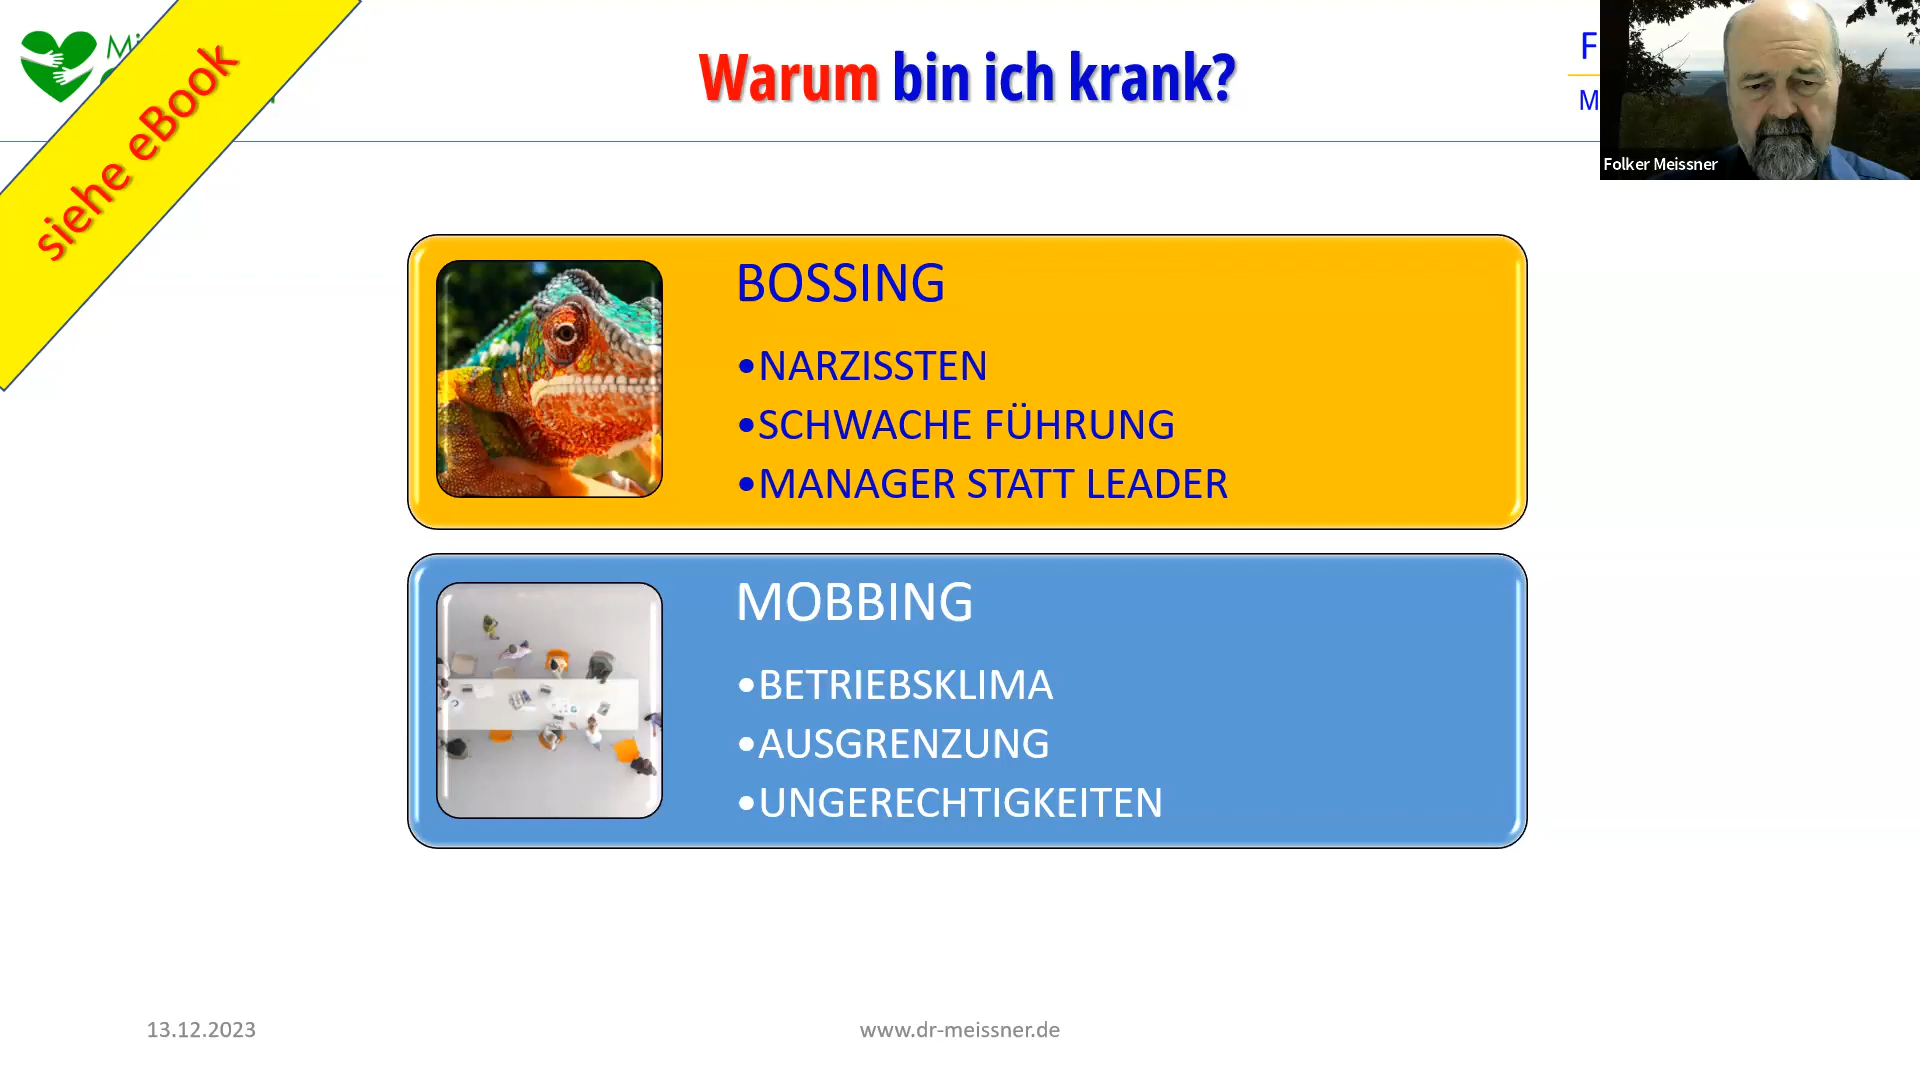 siehe eBook
Warum bin ich krank?
Folker Meissner
BOSSING
•NARZISSTEN
•SCHWACHE FÜHRUNG
•MANAGER STATT LEADER
MOBBING
•BETRIEBSKLIMA
•AUSGRENZUNG
•UNGERECHTIGKEITEN
13.12.2023
www.dr-meissner.de